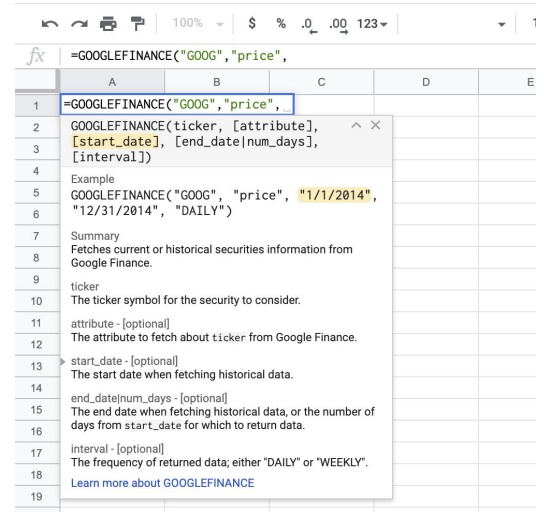 100% $ % .0 .00 123 1
fx =GOOGLEFINANCE("GOOG","price",
A B C D E
1 =GOOGLEFINANCE("GOOG","price",
2 GOOGLEFINANCE(ticker, [attribute],
3 [start_date], [end_date|num_days],
[interval])
4
Example
5 GOOGLEFINANCE("GOOG", "price", "1/1/2014",
6 "12/31/2014", "DAILY")
7 Summary
8 Fetches current or historical securities information from
Google Finance.
9 ticker
10 The ticker symbol for the security to consider.
11 attribute - [optional]
12 The attribute to fetch about ticker from Google Finance.
13 start_date - [optional]
The start date when fetching historical data.
14 end_date|num_days - [optional]
15 The end date when fetching historical data, or the number of
16 days from start_date for which to return data.
17 interval - [optional]
The frequency of returned data; either "DAILY" or "WEEKLY".
18 Learn more about GOOGLEFINANCE
19